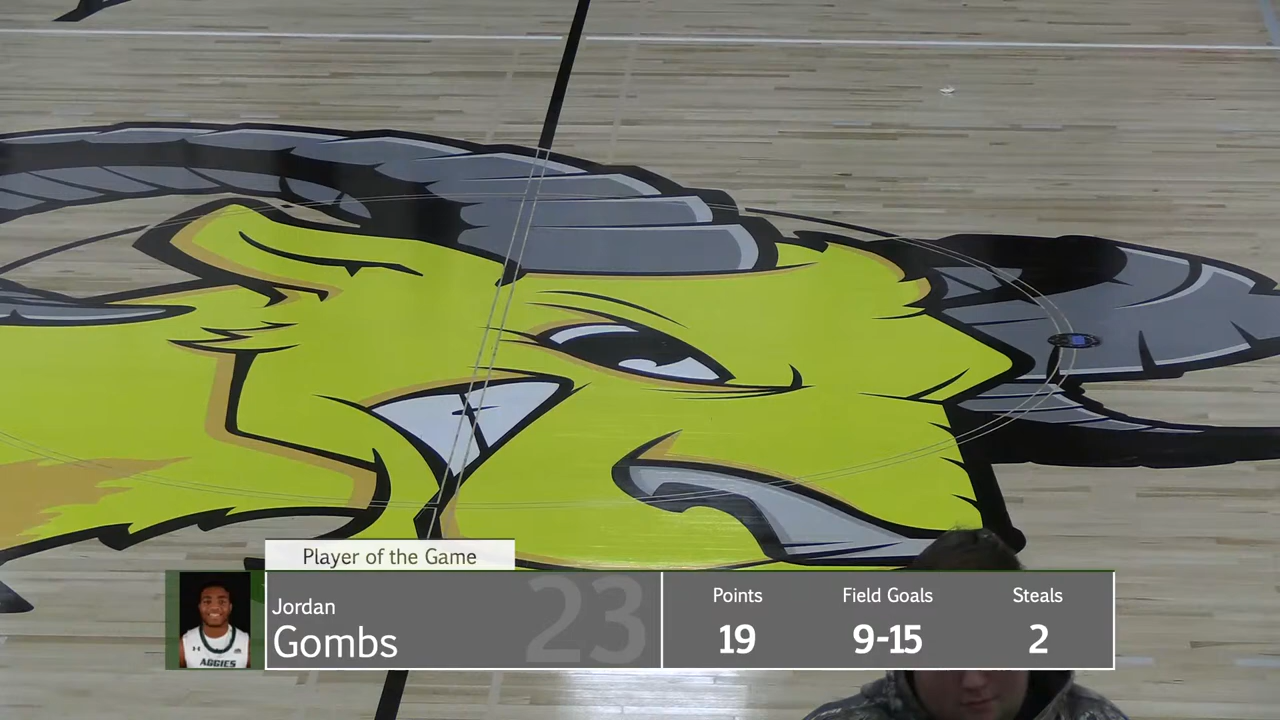 Player of the Game
Jordan
Gombs
23
Points
19
Field Goals
9-15
Steals
2
AGGIES